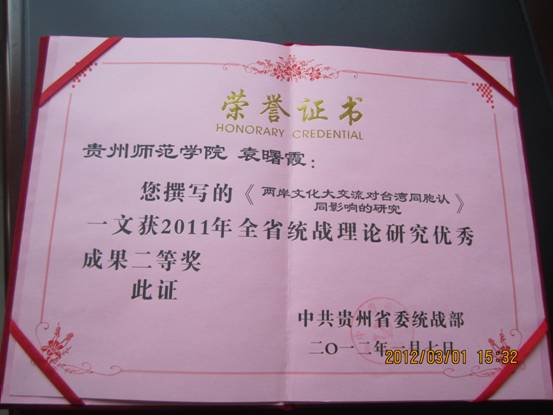 荣誉证书
HONORARY CREDENTIAL
贵州师范学院 袁曙霞：
您撰写的《两岸文化大交流对台湾同胞认
同影响的研究》
一文获2011年全省统战理论研究优秀
成果二等奖
此证
中共贵州省委统战部
二〇一二年一月七日
2012/03/01 15:32